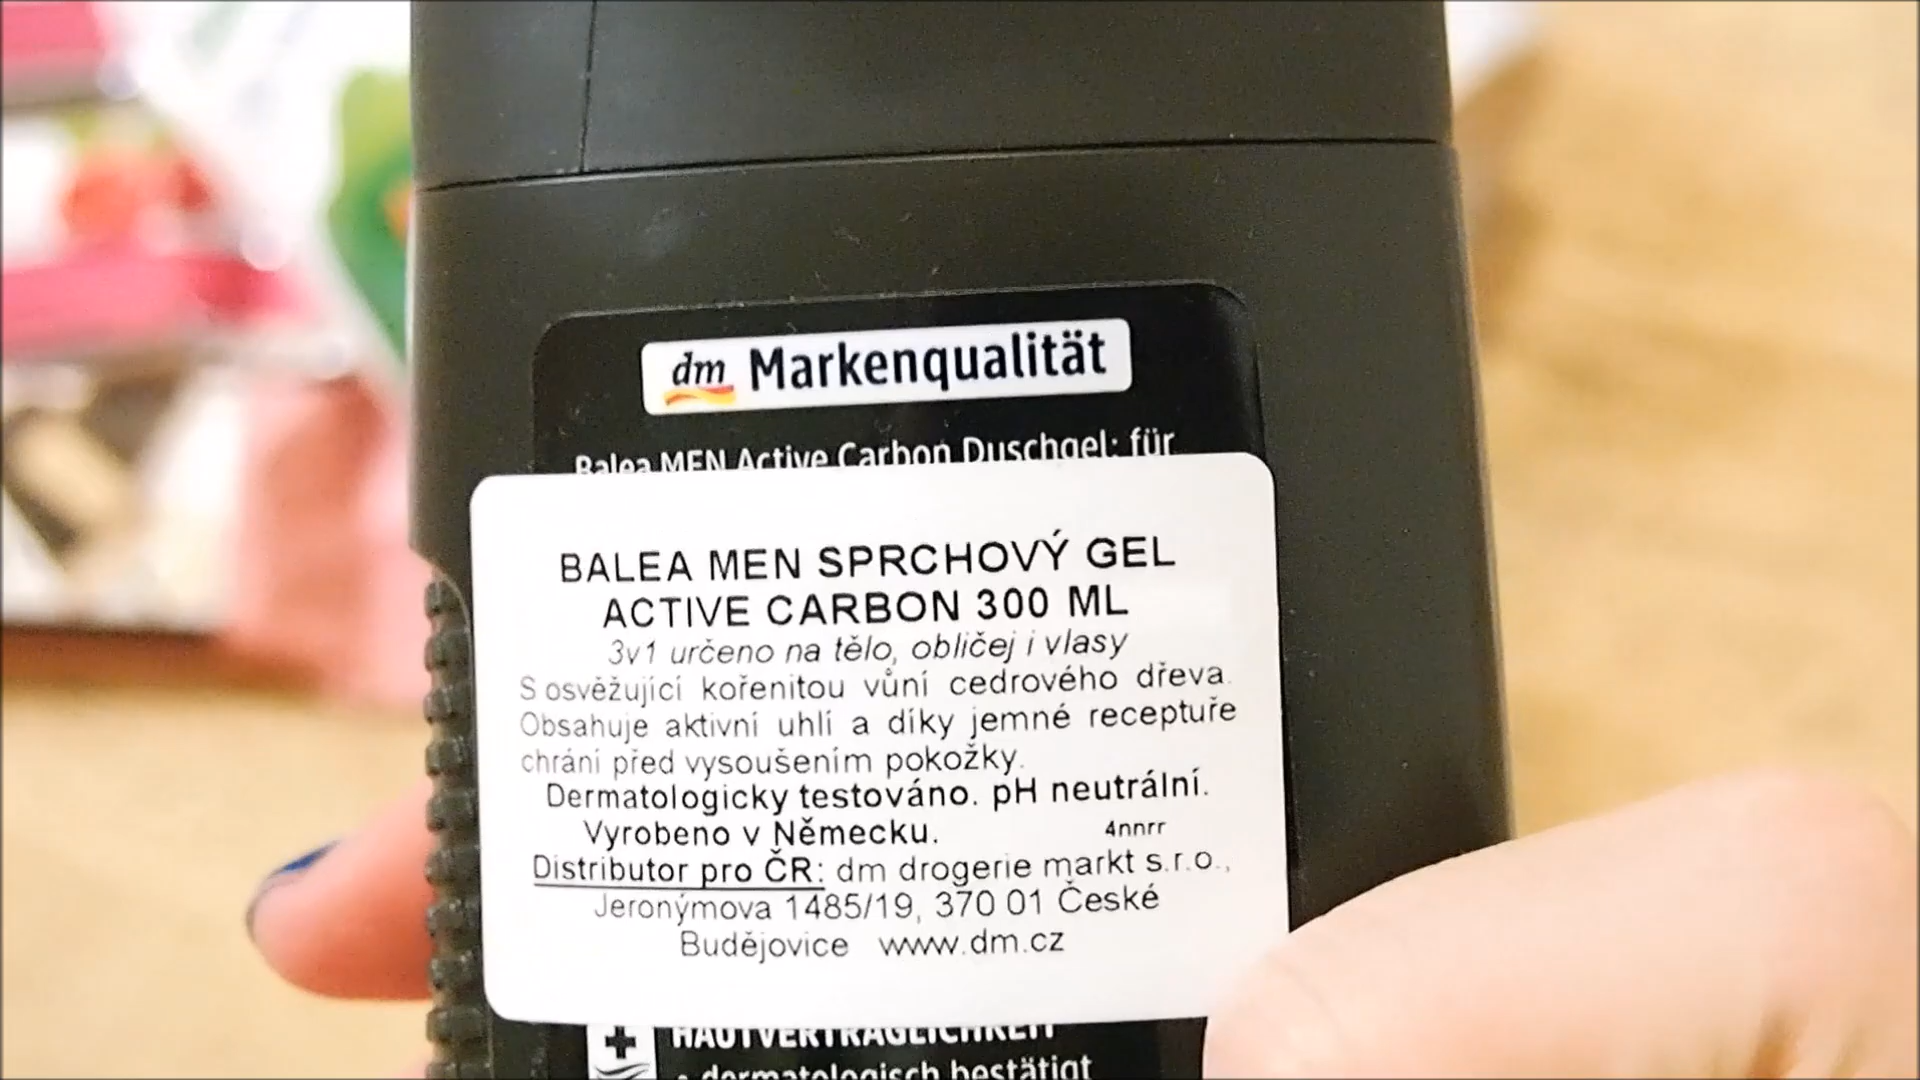 dm Markenqualität
Balea MEN Active Carbon Duschgel: für
BALEA MEN SPRCHOVÝ GEL
ACTIVE CARBON 300 ML
3v1 určeno na tělo, obličej i vlasy
S osvěžující kořenitou vůní cedrového dřeva.
Obsahuje aktivní uhlí a díky jemné receptuře
chrání před vysoušením pokožky.
Dermatologicky testováno. pH neutrální.
Vyrobeno v Německu. 4nnrr
Distributor pro ČR: dm drogerie markt s.r.o.,
Jeronýmova 1485/19, 370 01 České
Budějovice www.dm.cz
HAUTVERTRÄGLICHKEIT
• dermatologisch bestätigt